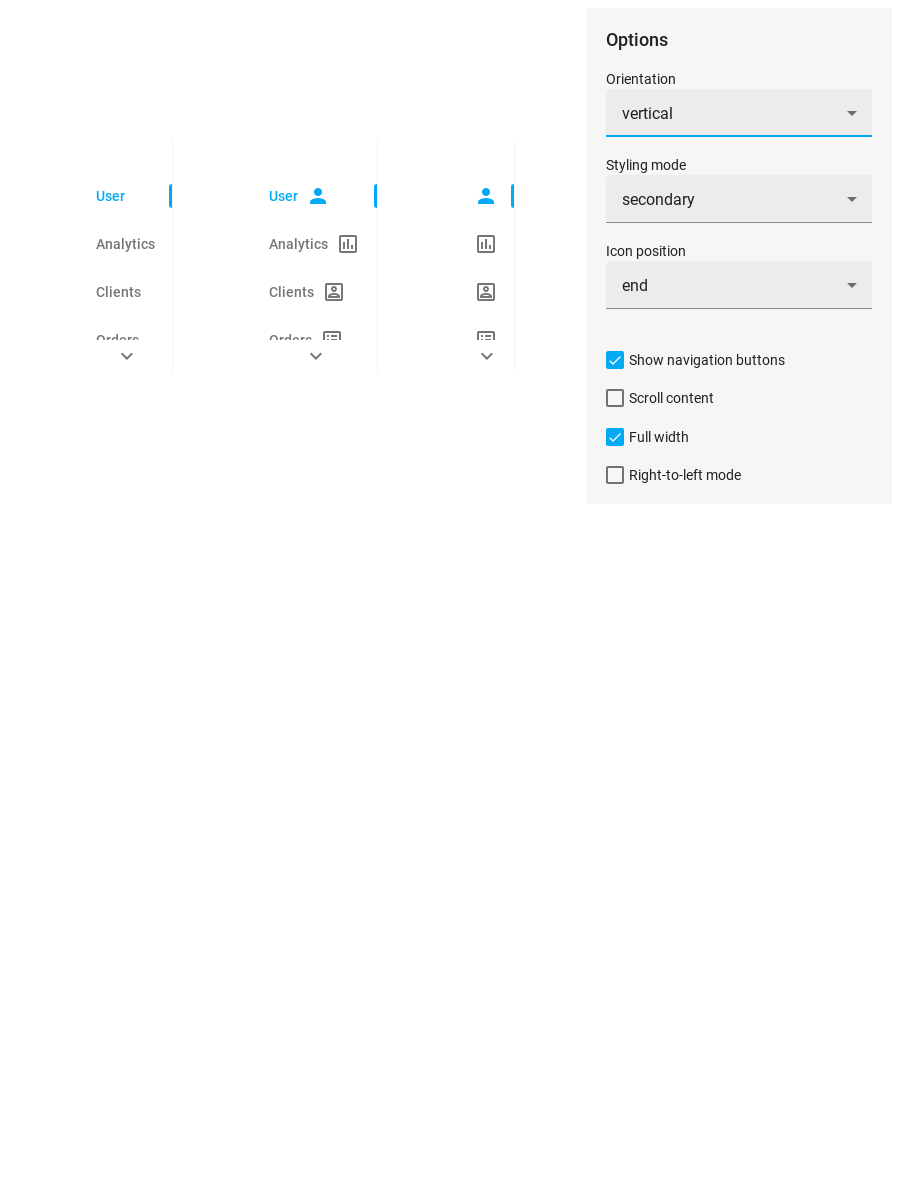 User
Analytics
Clients
Orders
User
Analytics
Clients
Orders
Options
Orientation
vertical
Styling mode
secondary
Icon position
end
Show navigation buttons
Scroll content
Full width
Right-to-left mode